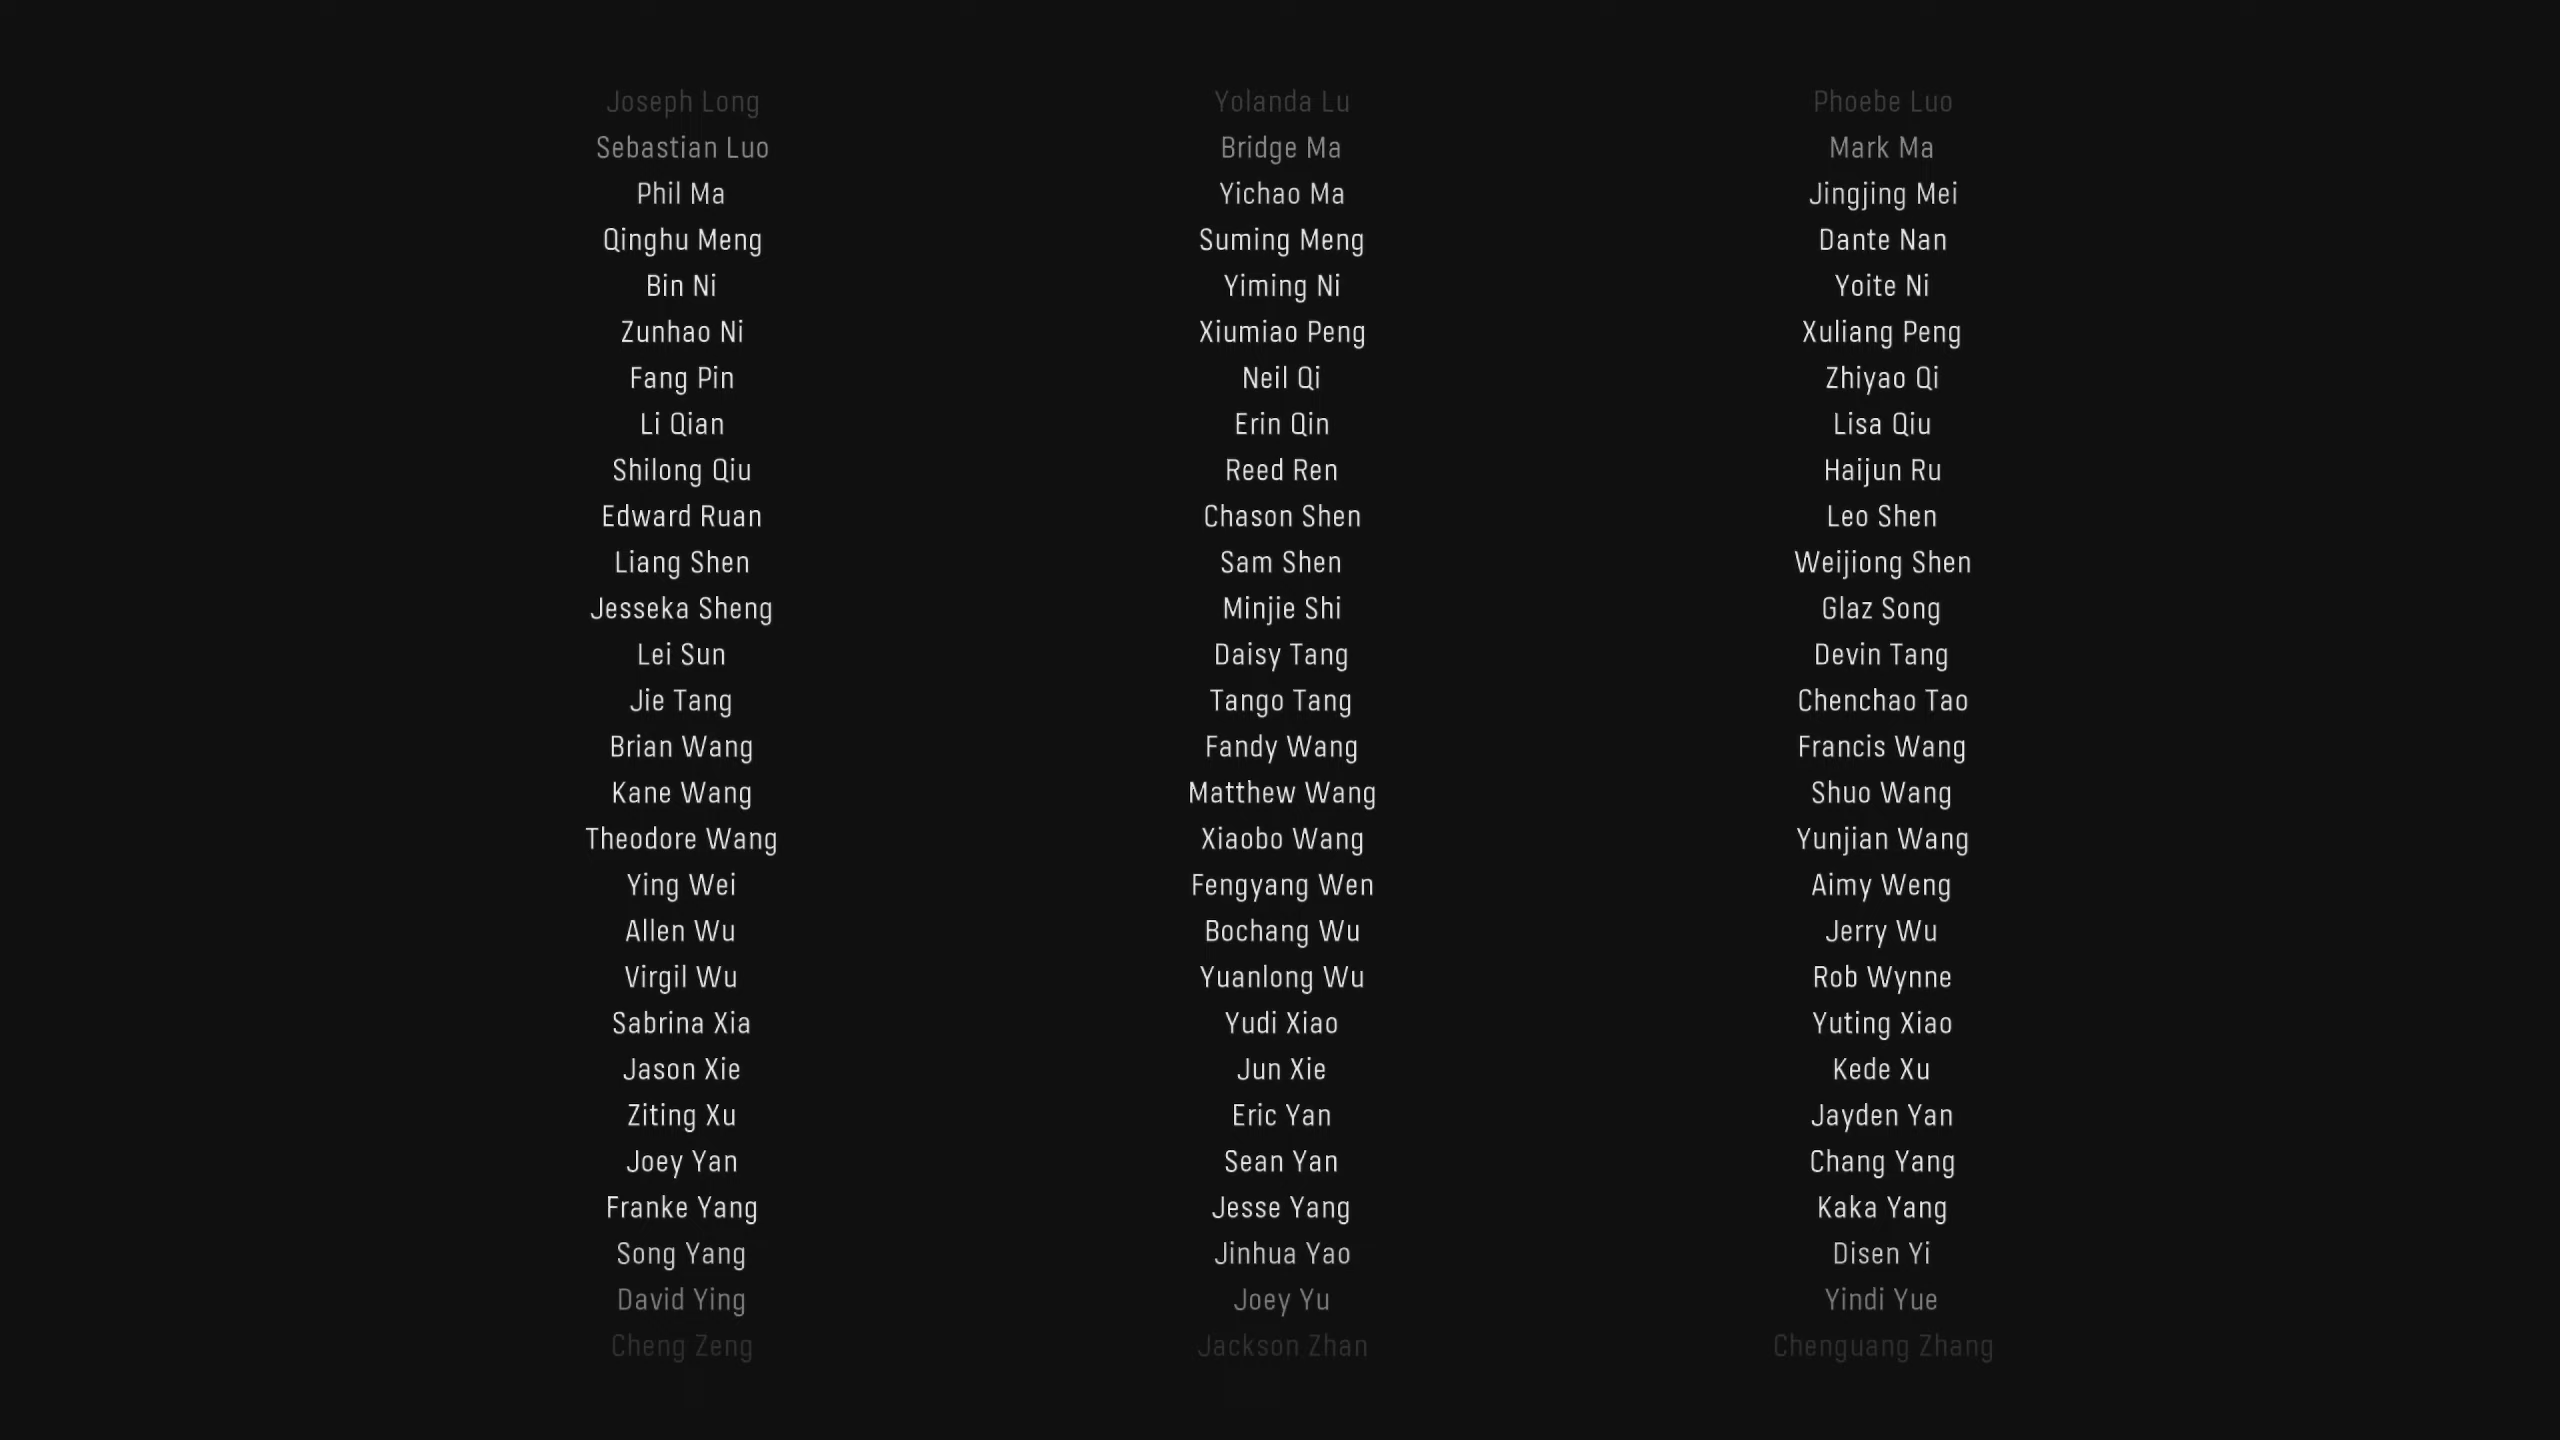 Joseph Long Yolanda Lu Phoebe Luo
Sebastian Luo Bridge Ma Mark Ma
Phil Ma Yichao Ma Jingjing Mei
Qinghu Meng Suming Meng Dante Nan
Bin Ni Yiming Ni Yoite Ni
Zunhao Ni Xiumiao Peng Xuliang Peng
Fang Pin Neil Qi Zhiyao Qi
Li Qian Erin Qin Lisa Qiu
Shilong Qiu Reed Ren Haijun Ru
Edward Ruan Chason Shen Leo Shen
Liang Shen Sam Shen Weijiong Shen
Jesseka Sheng Minjie Shi Glaz Song
Lei Sun Daisy Tang Devin Tang
Jie Tang Tango Tang Chenchao Tao
Brian Wang Fandy Wang Francis Wang
Kane Wang Matthew Wang Shuo Wang
Theodore Wang Xiaobo Wang Yunjian Wang
Ying Wei Fengyang Wen Aimy Weng
Allen Wu Bochang Wu Jerry Wu
Virgil Wu Yuanlong Wu Rob Wynne
Sabrina Xia Yudi Xiao Yuting Xiao
Jason Xie Jun Xie Kede Xu
Ziting Xu Eric Yan Jayden Yan
Joey Yan Sean Yan Chang Yang
Franke Yang Jesse Yang Kaka Yang
Song Yang Jinhua Yao Disen Yi
David Ying Joey Yu Yindi Yue
Cheng Zeng Jackson Zhan Chenguang Zhang